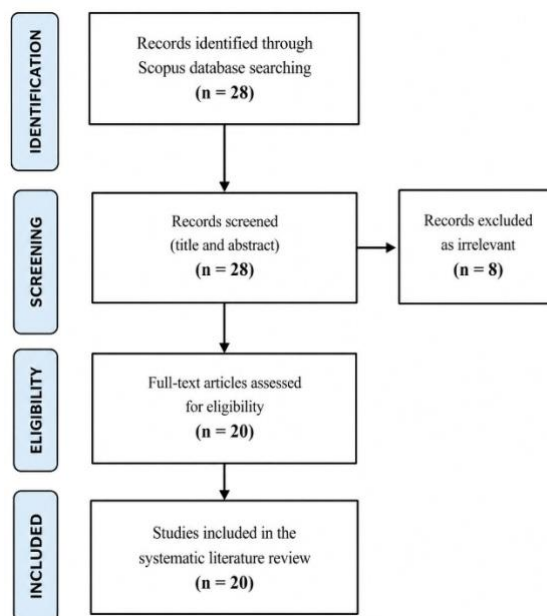 IDENTIFICATION
Records identified through
Scopus database searching
(n = 28)
SCREENING
Records screened
(title and abstract)
(n = 28)
Records excluded
as irrelevant
(n = 8)
ELIGIBILITY
Full-text articles assessed
for eligibility
(n = 20)
INCLUDED
Studies included in the
systematic literature review
(n = 20)